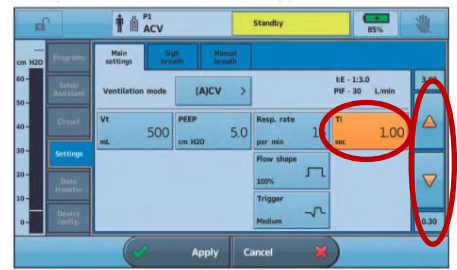 P1
ACV
Standby
85%
cm H2O
60-
50-
40-
30-
20-
10-
0-
Programs
Setup
Assistant
Circuit
Settings
Data
transfer
Device
config.
Main
settings
Sigh
breath
Manual
breath
Ventilation mode
(A)CV >
I:E - 1:3.0
PIF - 30 L/min
Vt
500
mL
PEEP
5.0
cm H2O
Resp. rate
per min
Ti
1.00
sec
Flow shape
100%
Trigger
Medium
3.00
0.30
Apply
Cancel